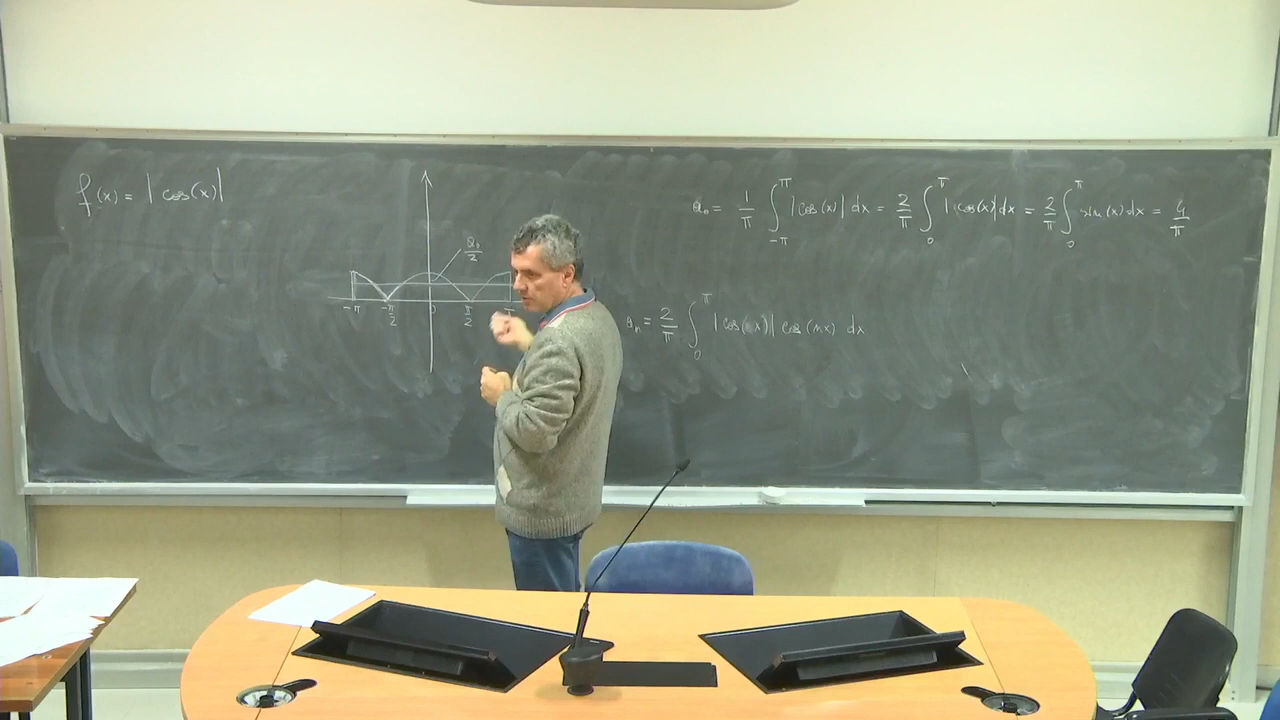 f(x) = |cos(x)|
a₀ = 1/π ∫_{-π}^{π} |cos(x)| dx = 2/π ∫_0^π |cos(x)| dx = 2/π ∫_0^π sin(x) dx = 4/π
a₀/2
-π -π/2 0 π/2 π
aₙ = 2/π ∫_0^π |cos(x)| cos(nx) dx